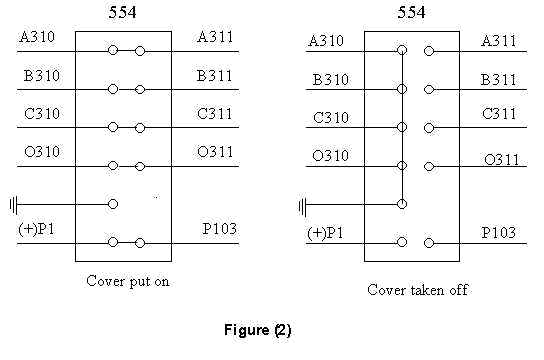 554
A310 A311
B310 B311
C310 C311
O310 O311
(+)P1 P103
Cover put on
554
A310 A311
B310 B311
C310 C311
O310 O311
(+)P1 P103
Cover taken off
Figure (2)